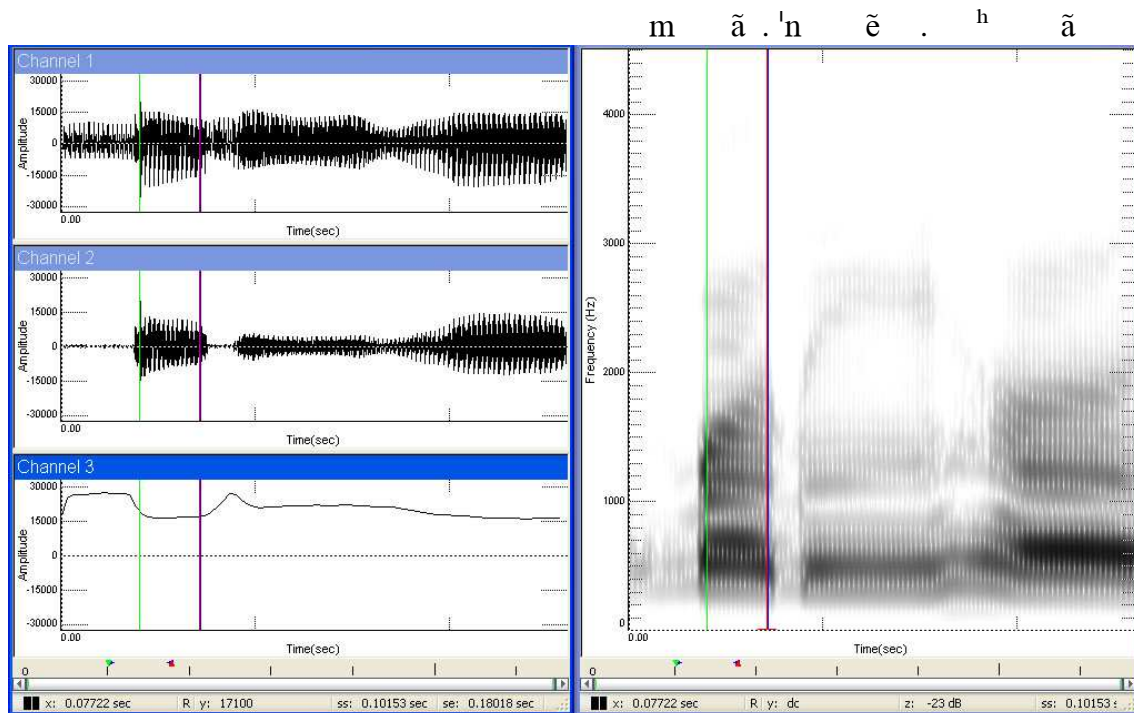 m ã . ˈn ẽ . ʰ ã
Channel 1
30000
15000
0
-15000
-30000
Amplitude
0.00
Time(sec)
Channel 2
30000
15000
0
-15000
-30000
Amplitude
0.00
Time(sec)
Channel 3
30000
15000
0
-15000
-30000
Amplitude
0.00
Time(sec)
0
x: 0.07722 sec R y: 17100 ss: 0.10153 sec se: 0.18018 sec
4000
3000
2000
1000
0
Frequency (Hz)
0.00
Time(sec)
0
x: 0.07722 sec R y: dc z: -23 dB ss: 0.10153